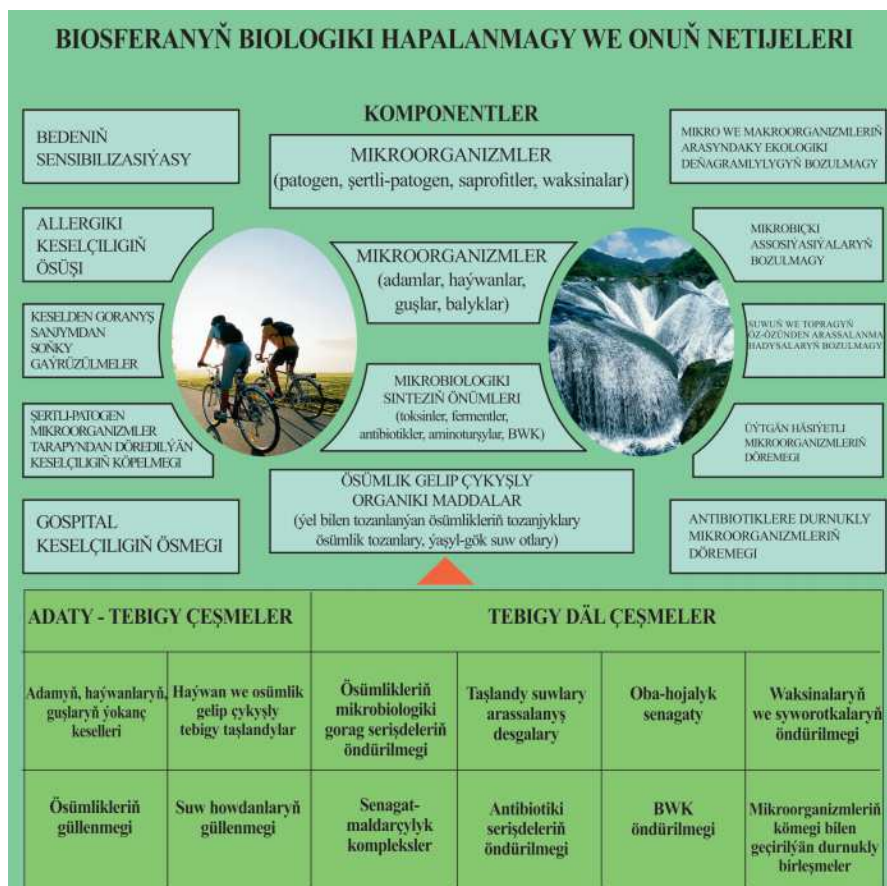 BIOSFERANYŇ BIOLOGIKI HAPALANMAGY WE ONUŇ NETIJELERI
KOMPONENTLER
BEDENIŇ
SENSIBILIZASIÝASY
ALLERGIKI
KESELÇILIGIŇ
ÖSÜŞI
KESELDEN GORANYŞ
SANJYMDAN
SOŇKY
GAÝRÜZÜLMELER
ŞERTLI-PATOGEN
MIKROORGANIZMLER
TARAPYNDAN DÖREDILÝÄN
KESELÇILIGIŇ KÖPELMEGI
GOSPITAL
KESELÇILIGIŇ ÖSMEGI
MIKROORGANIZMLER
(patogen, şertli-patogen, saprofitler, waksinalar)
MIKROORGANIZMLER
(adamlar, haýwanlar,
guşlar, balyklar)
MIKROBIOLOGIKI
SINTEZIŇ ÖNÜMLERI
(toksinler, fermentler,
antibiotikler, aminoturşylar, BWK)
ÖSÜMLIK GELIP ÇYKYŞLY
ORGANIKI MADDALAR
(ýel bilen tozanlanýan ösümlikleriň tozanjyklary
ösümlik tozanlary, ýaşyl-gök suw otlary)
MIKRO WE MAKROORGANIZMLERIŇ
ARASYNDAKY EKOLOGIKI
DEŇAGRAMLYLYGYŇ BOZULMAGY
MIKROBIÇKI
ASSOSIÝASIÝALARYŇ
BOZULMAGY
SUWUŇ WE TOPRAGYŇ
ÖZ-ÖZÜNDEN ARASSALANMA
HADYSALARYŇ BOZULMAGY
ÜÝTGÄN HÄSIÝETLI
MIKROORGANIZMLERIŇ
DÖREMEGI
ANTIBIOTIKLERE DURNUKLY
MIKROORGANIZMLERIŇ
DÖREMEGI
ADATY - TEBIGY ÇEŞMELER
TEBIGY DÄL ÇEŞMELER
Adamyň, haýwanlaryň,
guşlaryň ýokanç
keselleri
Haýwan we osümlik
gelip çykyşly
tebigy taşlandylar
Ösümlikleriň
mikrobiologiki
gorag serişdeleriň
öndürilmegi
Taşlandy suwlary
arassalanyş
desgalary
Oba-hojalyk
senagaty
Waksinalaryň
we syworotkalaryň
öndürilmegi
Ösümlikleriň
güllenmegi
Suw howdanlaryň
güllenmegi
Senagat-
maldarçylyk
kompleksler
Antibiotiki
serişdeleriň
öndürilmegi
BWK
öndürilmegi
Mikroorganizmleriň
kömegi bilen
geçirilýän durnukly
birleşmeler